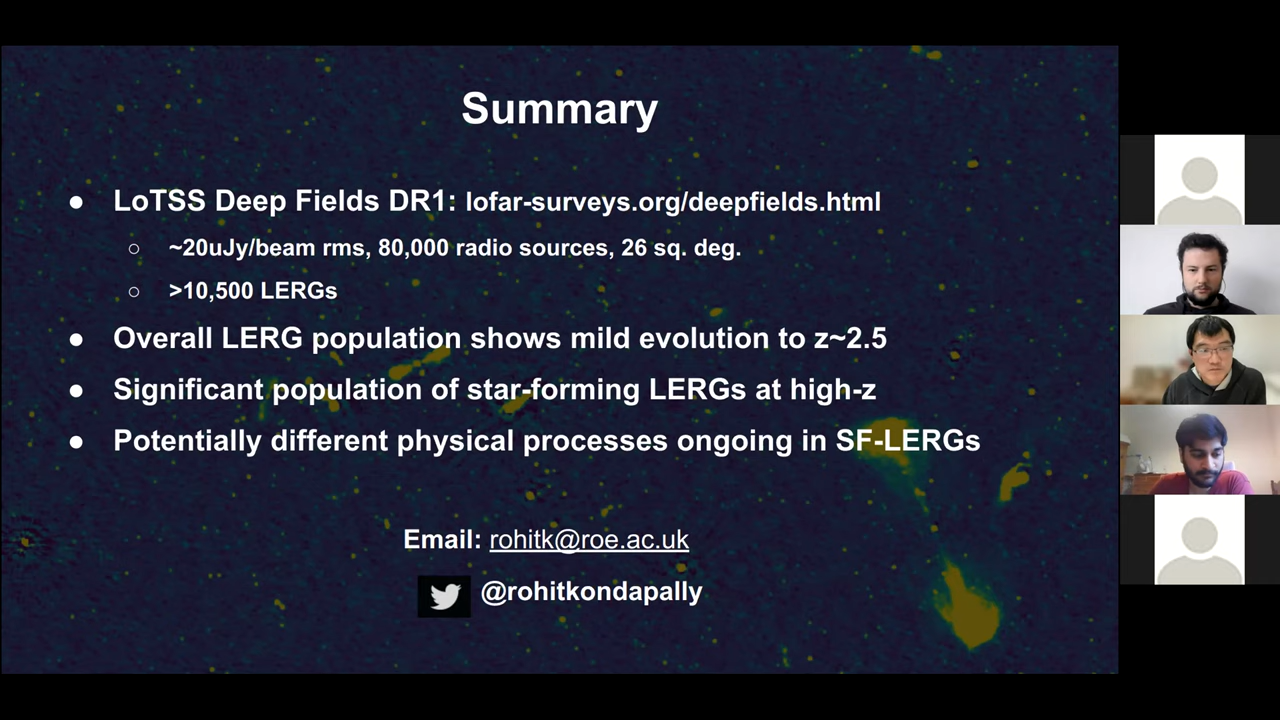 Summary
● LoTSS Deep Fields DR1: lofar-surveys.org/deepfields.html
○ ~20uJy/beam rms, 80,000 radio sources, 26 sq. deg.
○ >10,500 LERGs
● Overall LERG population shows mild evolution to z~2.5
● Significant population of star-forming LERGs at high-z
● Potentially different physical processes ongoing in SF-LERGs
Email: rohitk@roe.ac.uk
@rohitkondapally